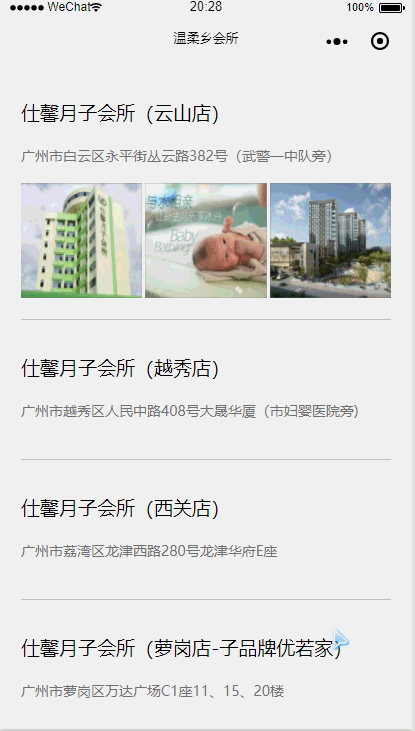 ●●●●● WeChat 20:28 100%
温柔乡会所
仕馨月子会所（云山店）
广州市白云区永平街丛云路382号（武警一中队旁）
与水相亲
Baby
Bathing
仕馨月子会所（越秀店）
广州市越秀区人民中路408号大晟华厦（市妇婴医院旁）
仕馨月子会所（西关店）
广州市荔湾区龙津西路280号龙津华府E座
仕馨月子会所（萝岗店-子品牌优若家）
广州市萝岗区万达广场C1座11、15、20楼